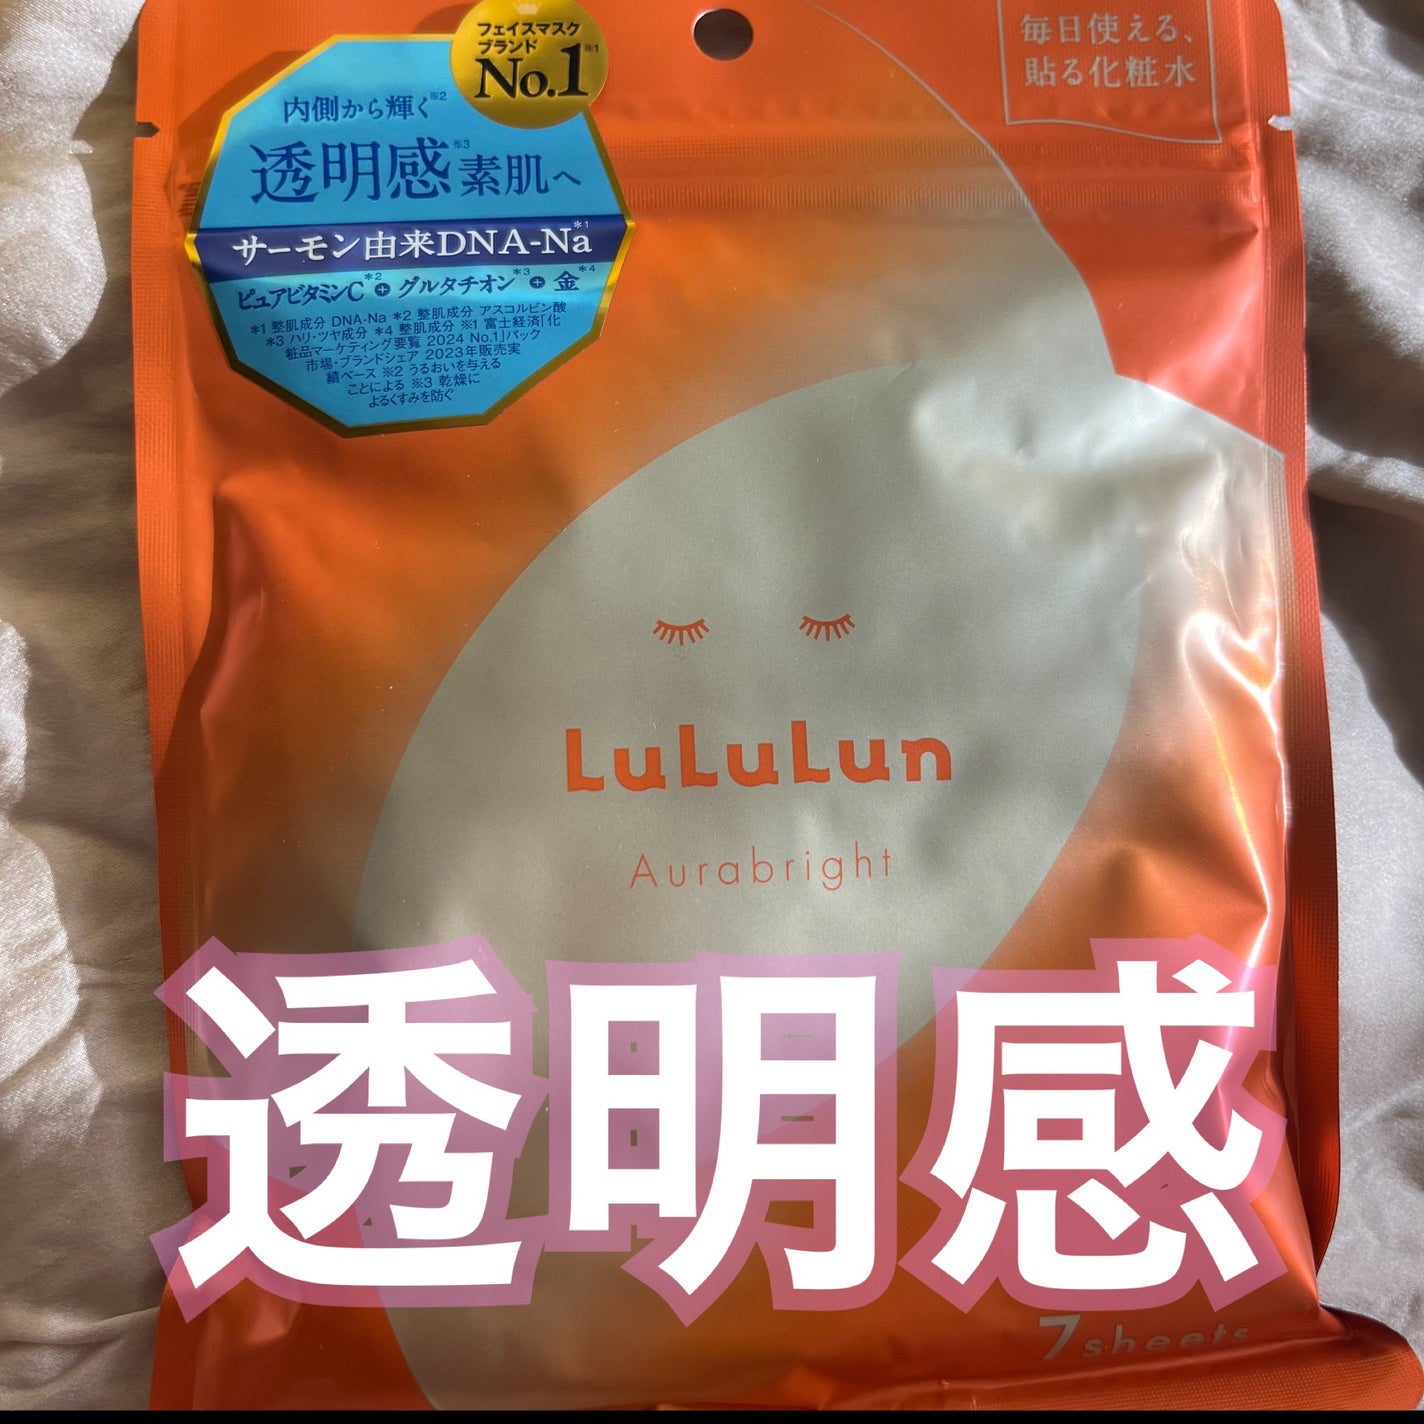 フェイスマスク
ブランド
No.1※1
内側から輝く※2
透明感※3素肌へ
サーモン由来DNA-Na*1
ピュアビタミンC*2+グルタチオン*3+金*4
*1 整肌成分 DNA-Na *2 整肌成分 アスコルビン酸
*3 ハリ・ツヤ成分 *4 整肌成分 ※1 富士経済「化
粧品マーケティング要覧 2024 No.1」パック
市場・ブランドシェア 2023年販売実
績ベース ※2 うるおいを与える
ことによる ※3 乾燥に
よるくすみを防ぐ
毎日使える、
貼る化粧水
LuLuLun
Aurabright
透明感
7sheets